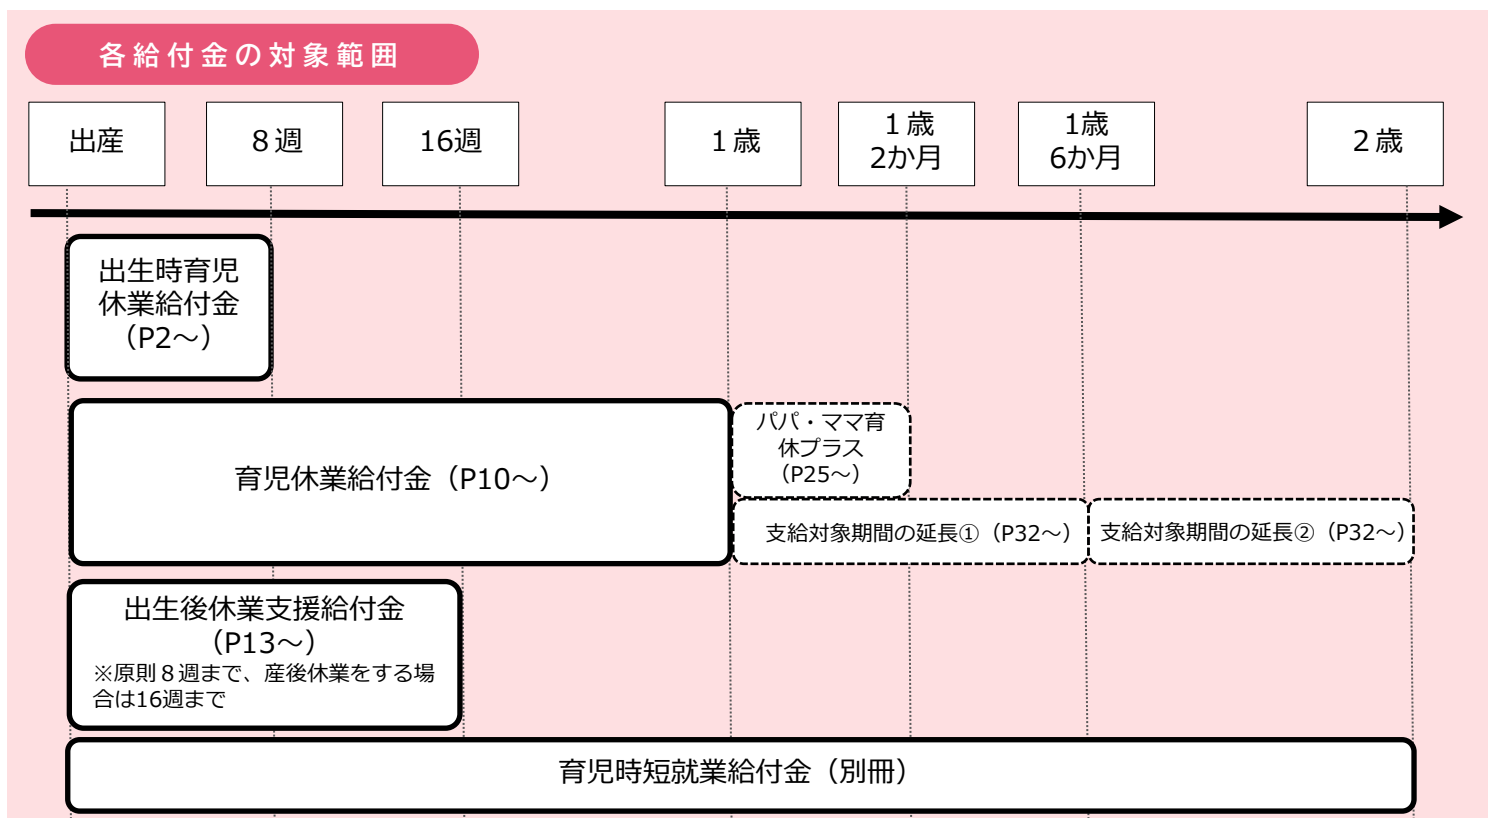 各給付金の対象範囲
出産
８週
16週
１歳
１歳
2か月
1歳
6か月
２歳
出生時育児
休業給付金
（P2～）
育児休業給付金（P10～）
パパ・ママ育
休プラス
（P25～）
支給対象期間の延長①（P32～）
支給対象期間の延長②（P32～）
出生後休業支援給付金
（P13～）
※原則８週まで、産後休業をする場
合は16週まで
育児時短就業給付金（別冊）